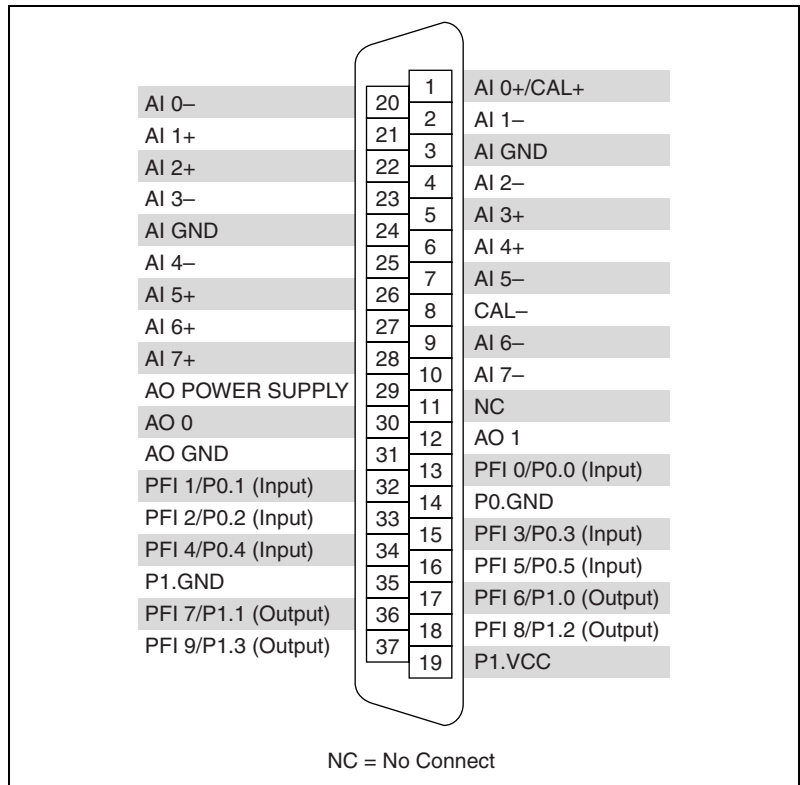 AI 0–
AI 1+
AI 2+
AI 3–
AI GND
AI 4–
AI 5+
AI 6+
AI 7+
AO POWER SUPPLY
AO 0
AO GND
PFI 1/P0.1 (Input)
PFI 2/P0.2 (Input)
PFI 4/P0.4 (Input)
P1.GND
PFI 7/P1.1 (Output)
PFI 9/P1.3 (Output)
20
21
22
23
24
25
26
27
28
29
30
31
32
33
34
35
36
37
1
2
3
4
5
6
7
8
9
10
11
12
13
14
15
16
17
18
19
AI 0+/CAL+
AI 1–
AI GND
AI 2–
AI 3+
AI 4+
AI 5–
CAL–
AI 6–
AI 7–
NC
AO 1
PFI 0/P0.0 (Input)
P0.GND
PFI 3/P0.3 (Input)
PFI 5/P0.5 (Input)
PFI 6/P1.0 (Output)
PFI 8/P1.2 (Output)
P1.VCC
NC = No Connect